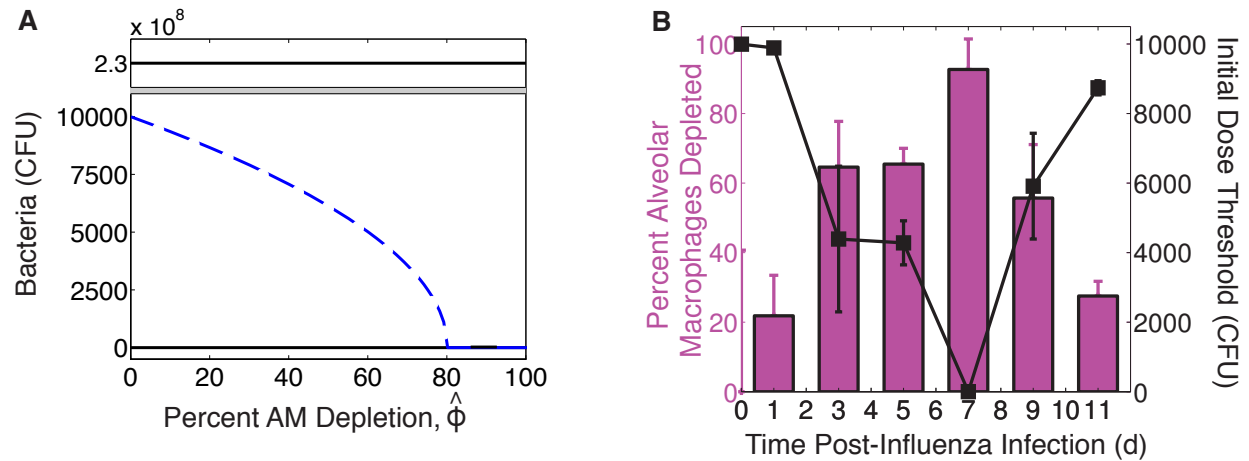 A
x 10⁸
2.3
10000
7500
5000
2500
0
Bacteria (CFU)
0 20 40 60 80 100
Percent AM Depletion, ϕ̂
B
100
80
60
40
20
0
Percent Alveolar
Macrophages Depleted
10000
8000
6000
4000
2000
0
Initial Dose Threshold (CFU)
0 1 2 3 4 5 6 7 8 9 10 11
Time Post-Influenza Infection (d)